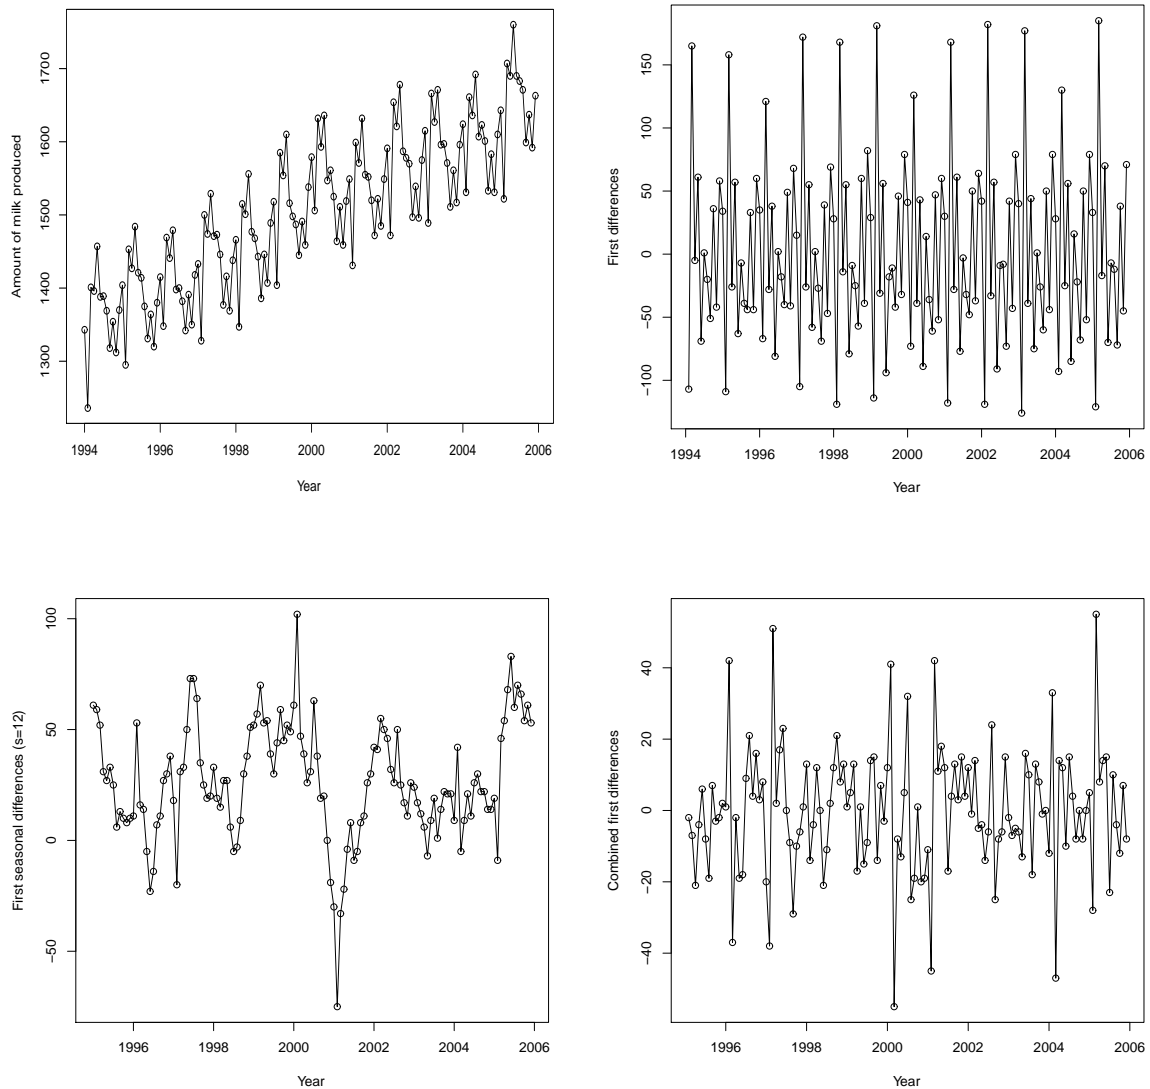 Amount of milk produced
1300 1400 1500 1600 1700
1994 1996 1998 2000 2002 2004 2006
Year
First differences
−100 −50 0 50 100 150
1994 1996 1998 2000 2002 2004 2006
Year
First seasonal differences (s=12)
−50 0 50 100
1996 1998 2000 2002 2004 2006
Year
Combined first differences
−40 −20 0 20 40
1996 1998 2000 2002 2004 2006
Year